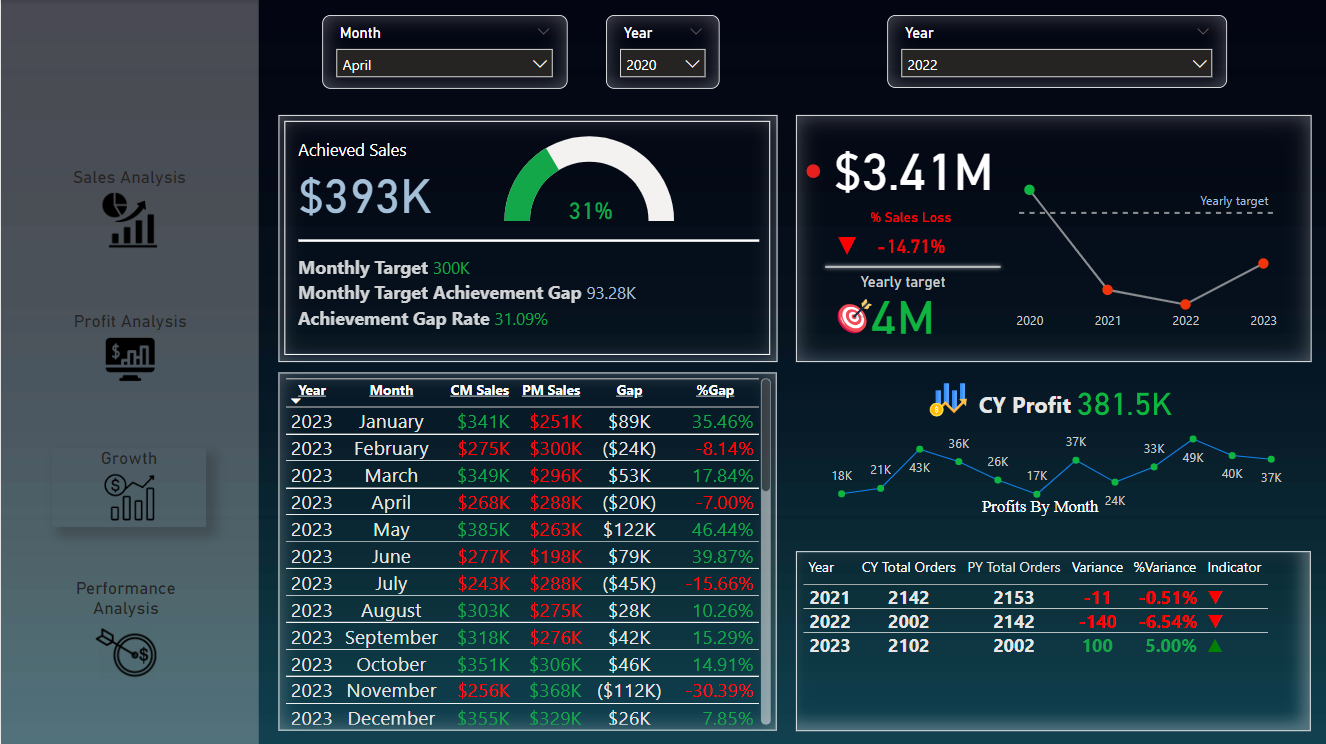 Month
April
Year
2020
Year
2022
Sales Analysis
Profit Analysis
Growth
Performance
Analysis
Achieved Sales
$393K
31%
Monthly Target 300K
Monthly Target Achievement Gap 93.28K
Achievement Gap Rate 31.09%
$3.41M
% Sales Loss
-14.71%
Yearly target
4M
Yearly target
2020 2021 2022 2023
Year Month CM Sales PM Sales Gap %Gap
2023 January $341K $251K $89K 35.46%
2023 February $275K $300K ($24K) -8.14%
2023 March $349K $296K $53K 17.84%
2023 April $268K $288K ($20K) -7.00%
2023 May $385K $263K $122K 46.44%
2023 June $277K $198K $79K 39.87%
2023 July $243K $288K ($45K) -15.66%
2023 August $303K $275K $28K 10.26%
2023 September $318K $276K $42K 15.29%
2023 October $351K $306K $46K 14.91%
2023 November $256K $368K ($112K) -30.39%
2023 December $355K $329K $26K 7.85%
CY Profit 381.5K
18K 21K 43K 36K 26K 17K 37K 24K 33K 49K 40K 37K
Profits By Month
Year CY Total Orders PY Total Orders Variance %Variance Indicator
2021 2142 2153 -11 -0.51%
2022 2002 2142 -140 -6.54%
2023 2102 2002 100 5.00%